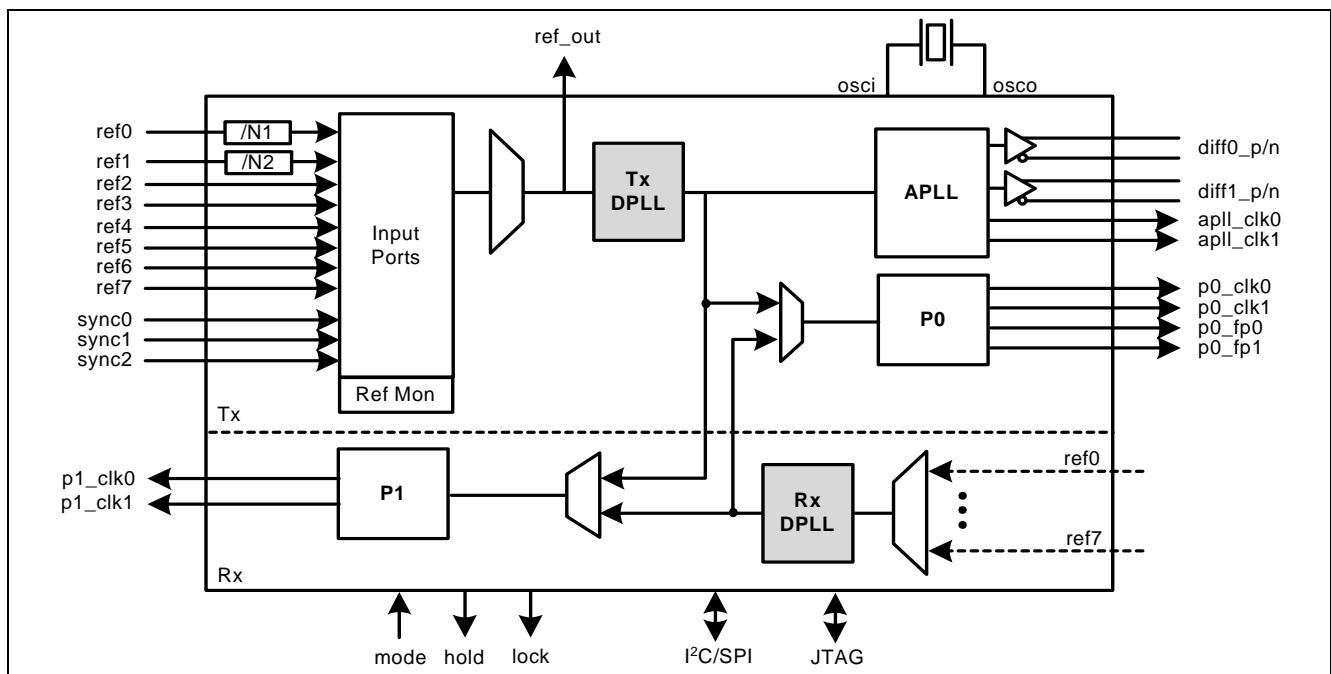 ref_out
osci
osco
ref0
/N1
ref1
/N2
ref2
ref3
ref4
ref5
ref6
ref7
sync0
sync1
sync2
Input
Ports
Ref Mon
Tx
DPLL
APLL
diff0_p/n
diff1_p/n
apll_clk0
apll_clk1
P0
p0_clk0
p0_clk1
p0_fp0
p0_fp1
Tx
p1_clk0
p1_clk1
P1
Rx
DPLL
ref0
ref7
Rx
mode
hold
lock
I²C/SPI
JTAG